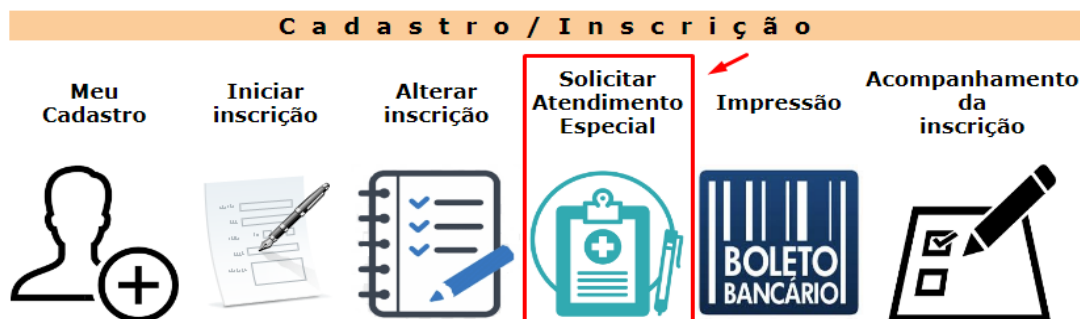 Cadastro/Inscrição
Meu
Cadastro
Iniciar
inscrição
Alterar
inscrição
Solicitar
Atendimento
Especial
Impressão
Acompanhamento
da
inscrição
BOLETO
BANCÁRIO